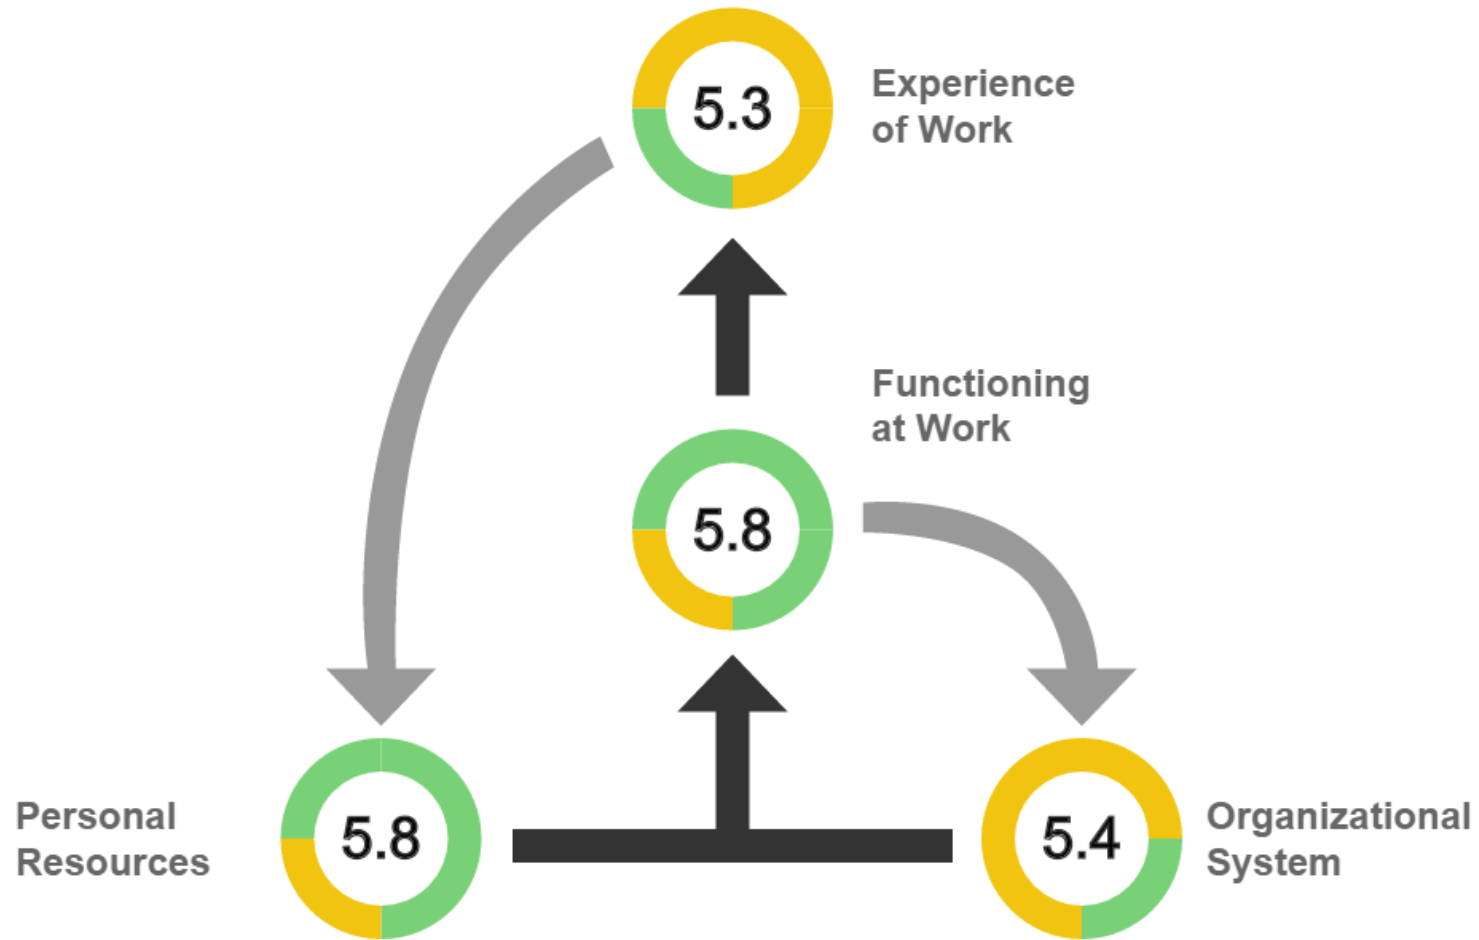 5.3
Experience
of Work
Functioning
at Work
5.8
Personal
Resources
5.8
5.4
Organizational
System